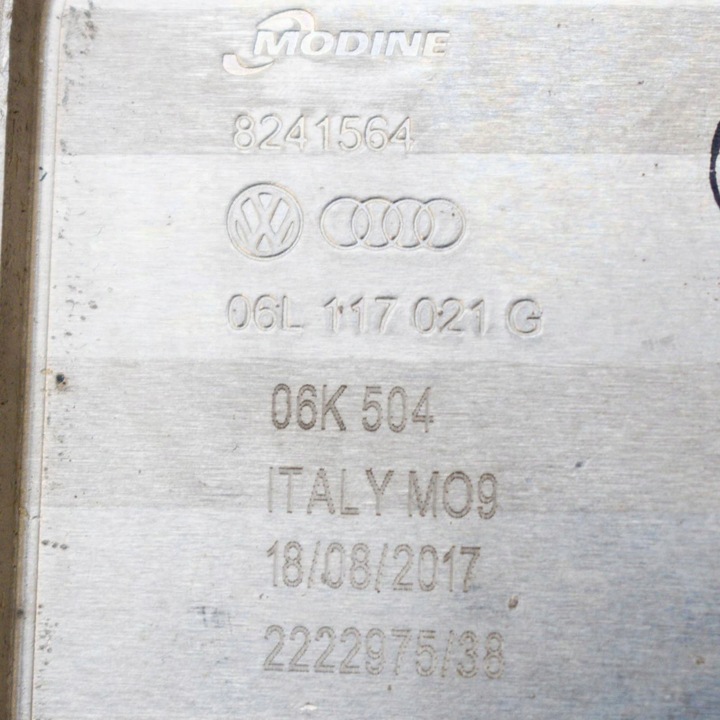 MODINE
8241564
06L 117 021 G
06K 504
ITALY MO9
18/08/2017
2222975/38